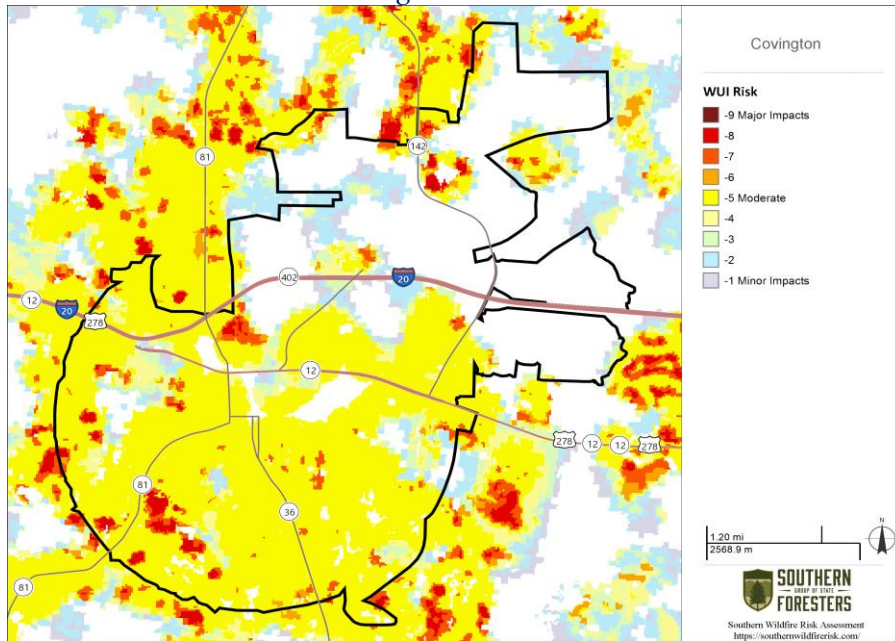 81
142
402
20
12
20
278
12
278
12
12
278
81
36
81
Covington
WUI Risk
-9 Major Impacts
-8
-7
-6
-5 Moderate
-4
-3
-2
-1 Minor Impacts
1.20 mi
2568.9 m
N
SOUTHERN
GROUP OF STATE
FORESTERS
Southern Wildfire Risk Assessment
https://southernwildfirerisk.com/